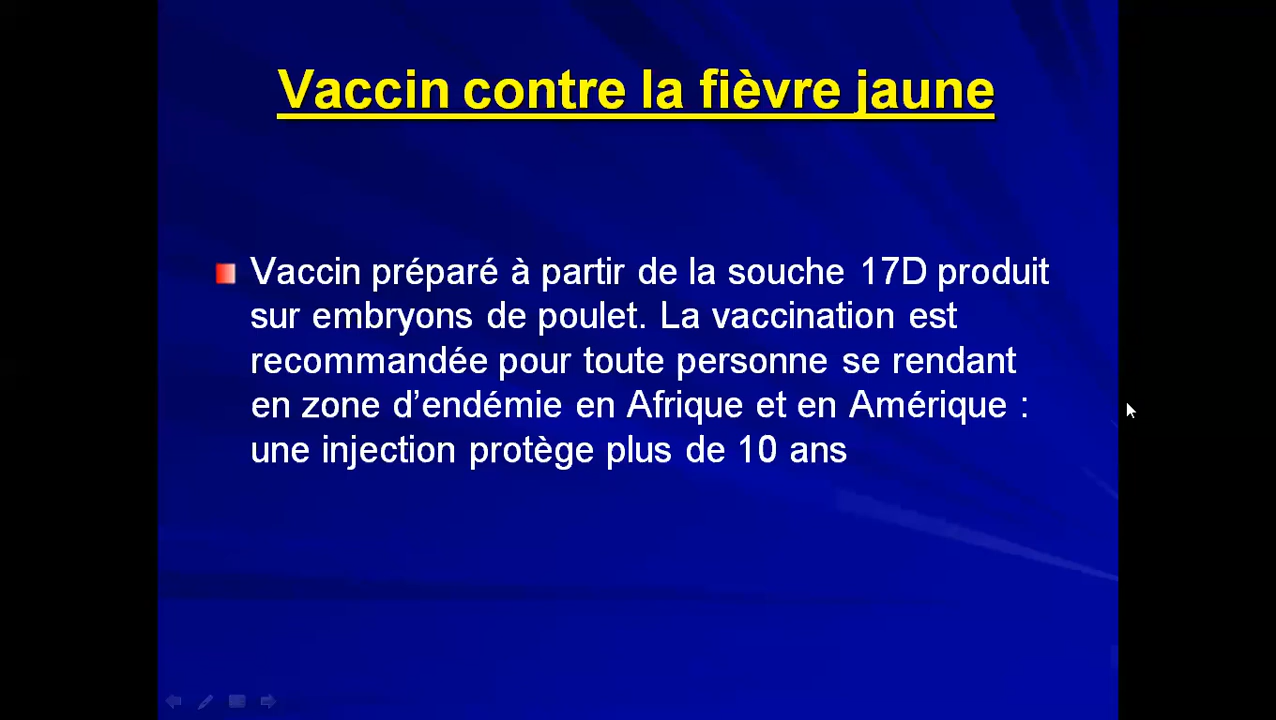 Vaccin contre la fièvre jaune
Vaccin préparé à partir de la souche 17D produit
sur embryons de poulet. La vaccination est
recommandée pour toute personne se rendant
en zone d’endémie en Afrique et en Amérique :
une injection protège plus de 10 ans